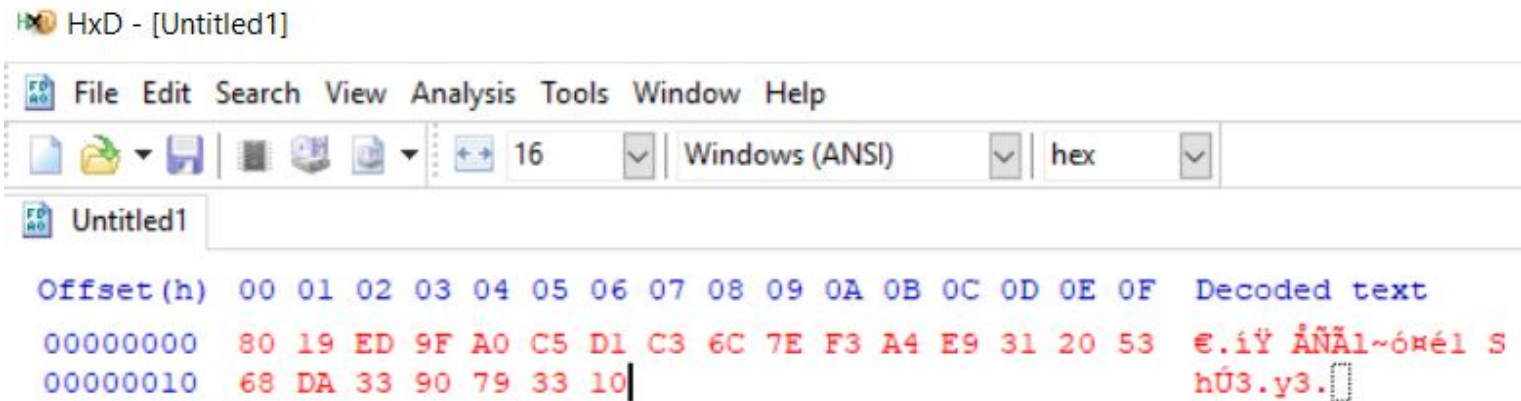 HxD - [Untitled1]
File Edit Search View Analysis Tools Window Help
16 Windows (ANSI) hex
Untitled1
Offset(h) 00 01 02 03 04 05 06 07 08 09 0A 0B 0C 0D 0E 0F Decoded text
00000000 80 19 ED 9F A0 C5 D1 C3 6C 7E F3 A4 E9 31 20 53 €.íŸ ÅÑÃl~ó¤é1 S
00000010 68 DA 33 90 79 33 10 hÚ3.y3.